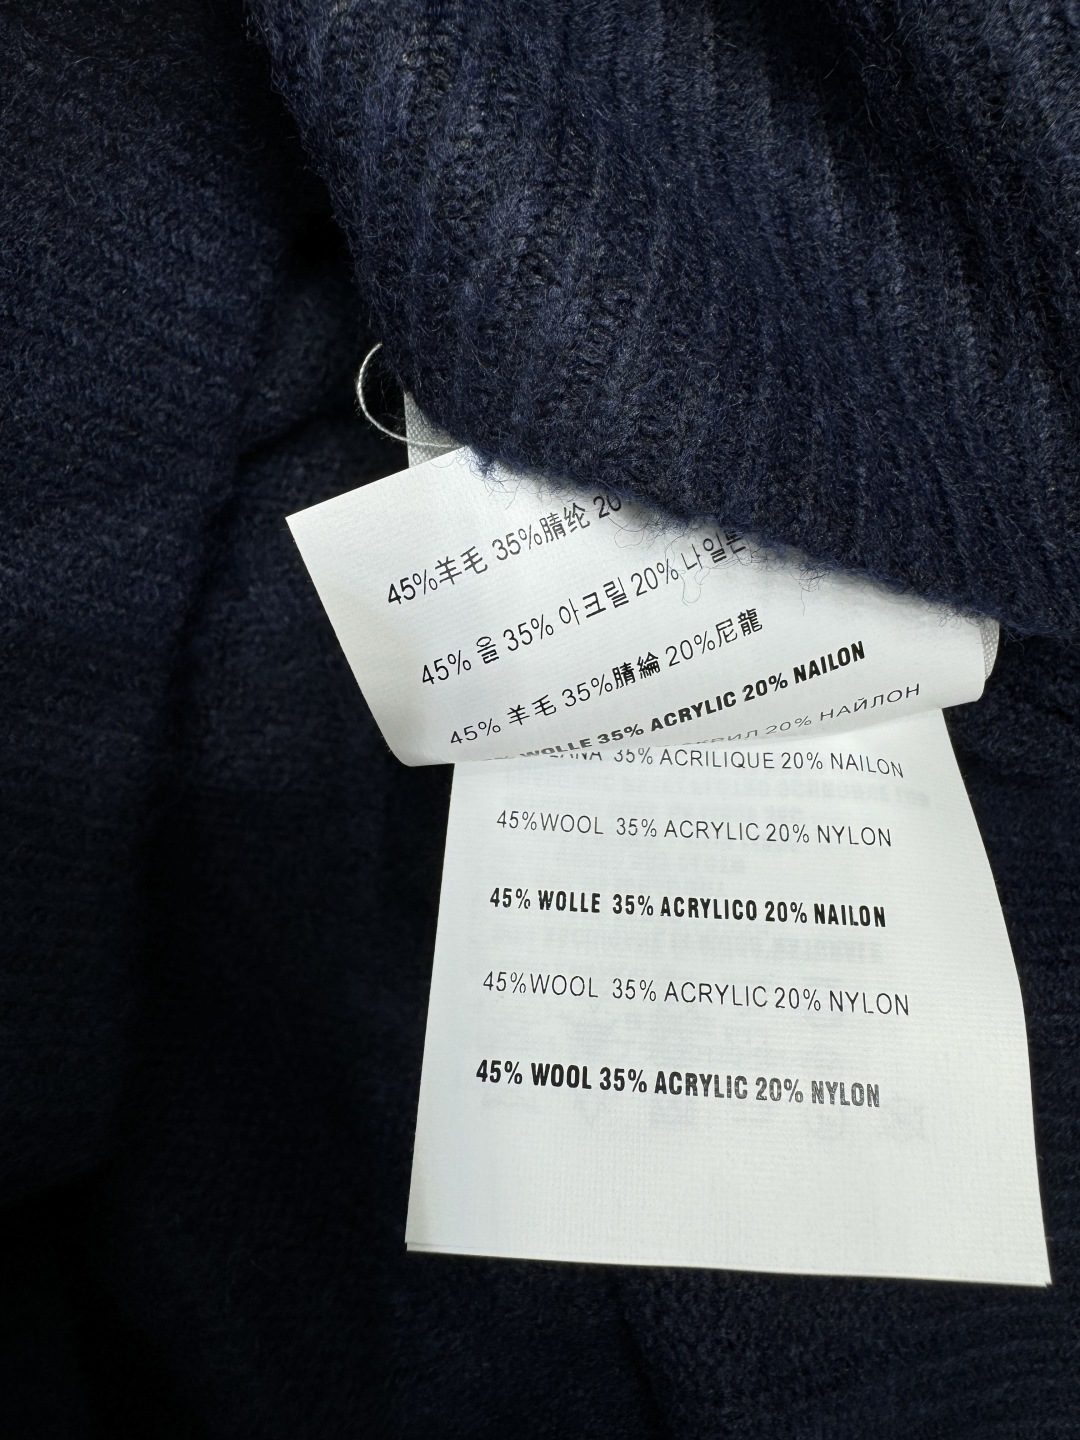 45%羊毛 35%腈纶 20
45% 울 35% 아크릴 20% 나일론
45% 羊毛 35%腈綸 20%尼龍
WOLLE 35% ACRYLIC 20% NAILON
20% НАЙЛОН
35% ACRILIQUE 20% NAILON
45%WOOL 35% ACRYLIC 20% NYLON
45% WOLLE 35% ACRYLICO 20% NAILON
45%WOOL 35% ACRYLIC 20% NYLON
45% WOOL 35% ACRYLIC 20% NYLON